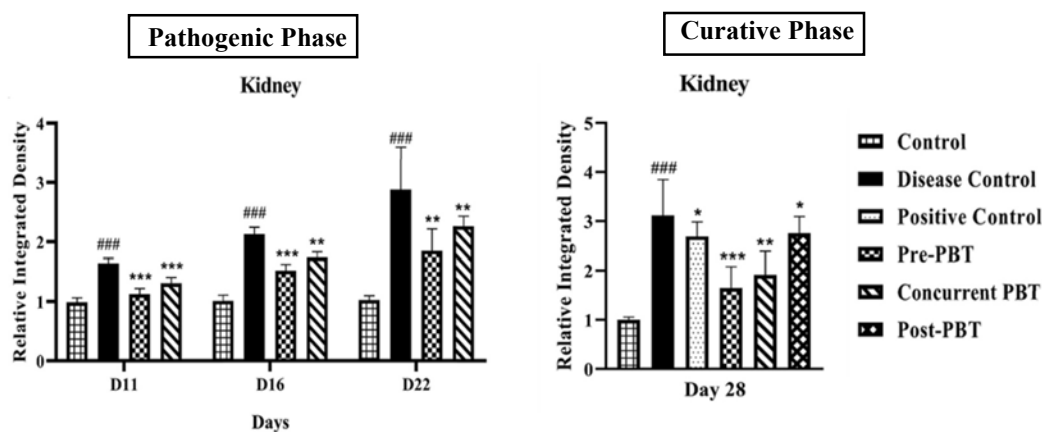 Pathogenic Phase
Curative Phase
Kidney
Relative Integrated Density
4
3
2
1
0
###
***
***
###
***
**
###
**
**
D11
D16
D22
Days
Kidney
Relative Integrated Density
5
4
3
2
1
0
###
*
***
**
*
Day 28
Control
Disease Control
Positive Control
Pre-PBT
Concurrent PBT
Post-PBT